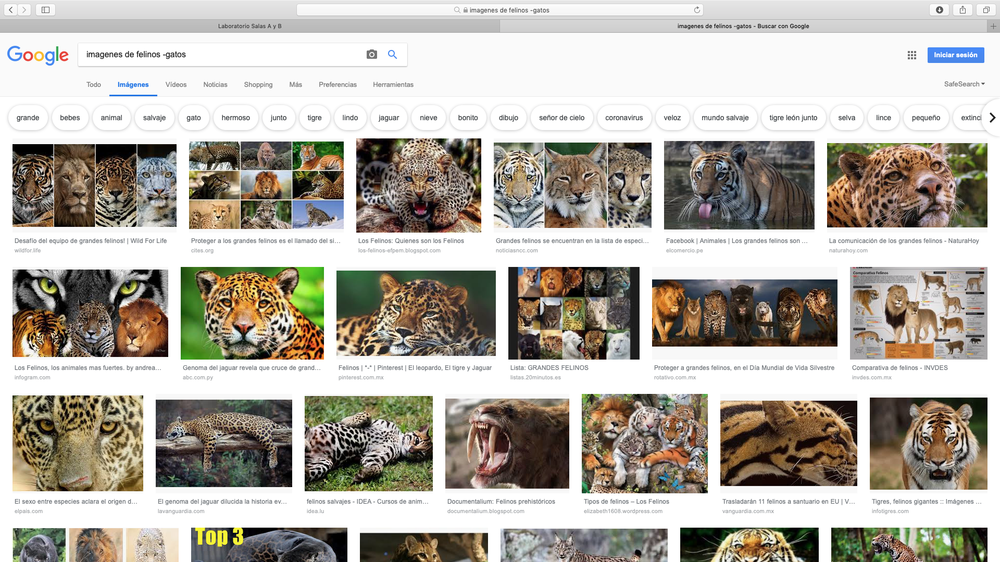 imagenes de felinos -gatos
Laboratorio Salas A y B
imagenes de felinos -gatos - Buscar con Google
Google
imagenes de felinos -gatos
Iniciar sesión
Todo
Imágenes
Vídeos
Noticias
Shopping
Más
Preferencias
Herramientas
SafeSearch
grande
bebes
animal
salvaje
gato
hermoso
junto
tigre
lindo
jaguar
nieve
bonito
dibujo
señor de cielo
coronavirus
veloz
mundo salvaje
tigre león junto
selva
lince
pequeño
extinci
Desafío del equipo de grandes felinos! | Wild For Life
wildfor.life
Proteger a los grandes felinos es el llamado del si...
cites.org
Los Felinos: Quienes son los Felinos
los-felinos-efpem.blogspot.com
Grandes felinos se encuentran en la lista de especi...
noticiasncc.com
Facebook | Animales | Los grandes felinos son ...
elcomercio.pe
La comunicación de los grandes felinos - NaturaHoy
naturahoy.com
Comparativa Felinos
Los Felinos, los animales mas fuertes. by andrea...
infogram.com
Genoma del jaguar revela que cruce de grand...
abc.com.py
Felinos | *-* | Pinterest | El leopardo, El tigre y Jaguar
pinterest.com.mx
Lista: GRANDES FELINOS
listas.20minutos.es
Proteger a grandes felinos, en el Día Mundial de Vida Silvestre
rotativo.com.mx
Comparativa de felinos - INVDES
invdes.com.mx
El sexo entre especies aclara el origen d...
elpais.com
El genoma del jaguar dilucida la historia ev...
lavanguardia.com
felinos salvajes - IDEA - Cursos de anim...
idea.lu
Documentalium: Felinos prehistóricos
documentalium.blogspot.com
Tipos de felinos – Los Felinos
elizabeth1608.wordpress.com
Trasladarán 11 felinos a santuario en EU | V...
vanguardia.com.mx
Tigres, felinos gigantes :: Imágenes ...
infotigres.com
Top 3